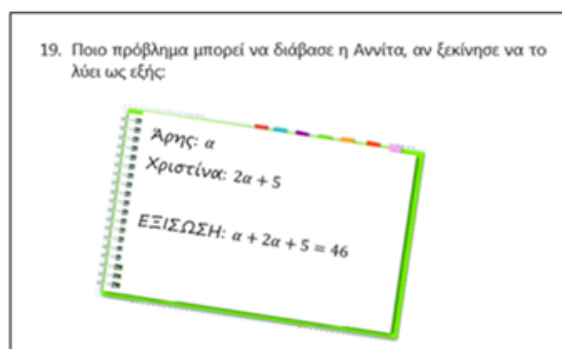 19. Ποιο πρόβλημα μπορεί να διάβασε η Αννίτα, αν ξεκίνησε να το
λύει ως εξής:
Άρης: α
Χριστίνα: 2α + 5
ΕΞΙΣΩΣΗ: α + 2α + 5 = 46